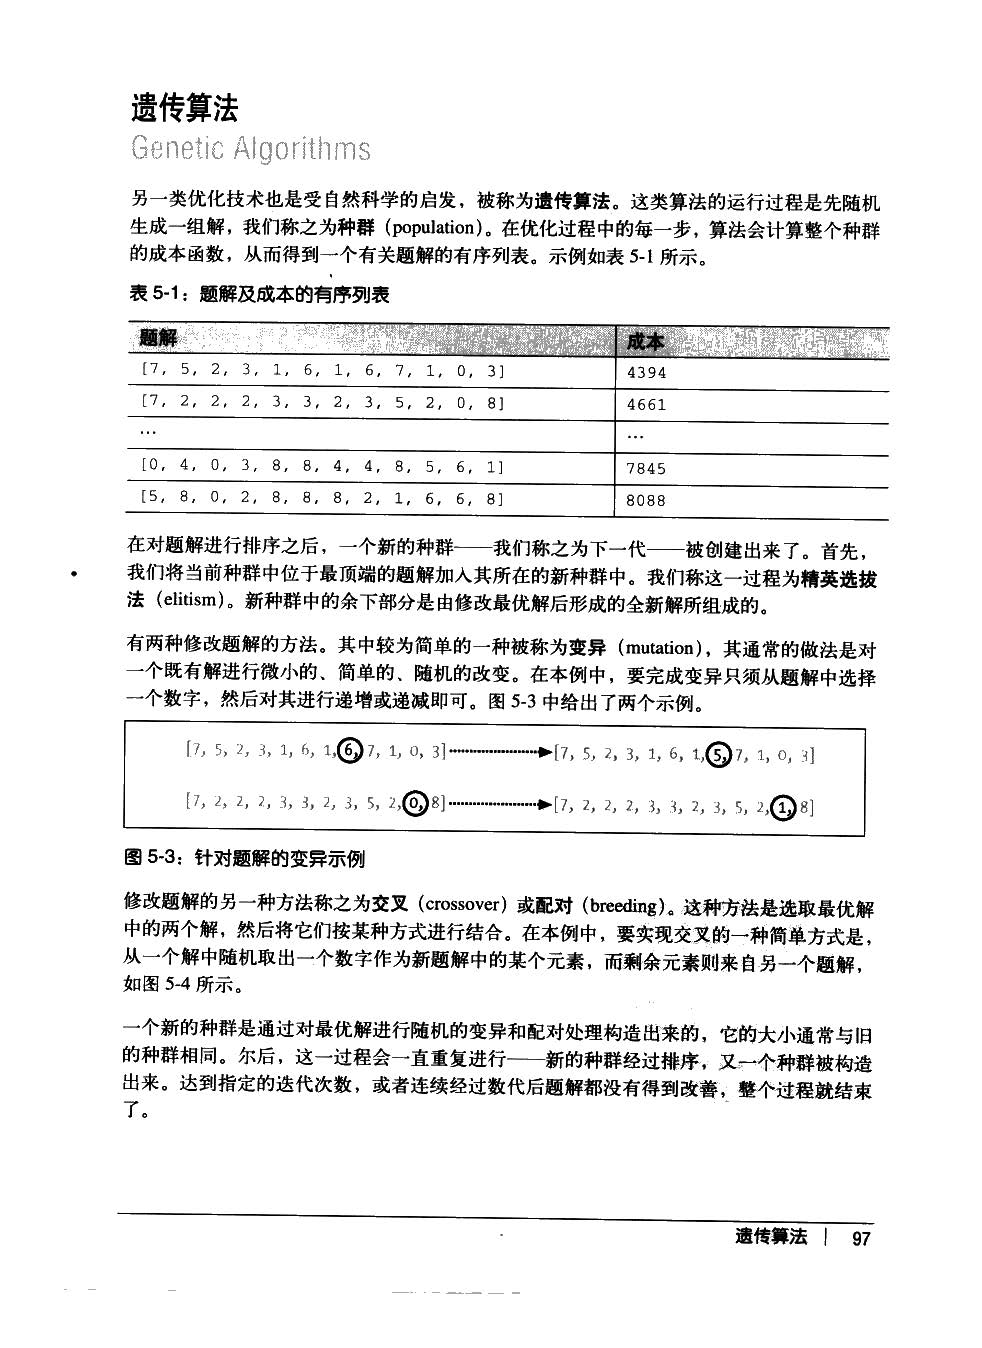 遗传算法
Genetic Algorithms
另一类优化技术也是受自然科学的启发，被称为遗传算法。这类算法的运行过程是先随机
生成一组解，我们称之为种群（population）。在优化过程中的每一步，算法会计算整个种群
的成本函数，从而得到一个有关题解的有序列表。示例如表 5-1 所示。
表 5-1：题解及成本的有序列表
题解 成本
[7, 5, 2, 3, 1, 6, 1, 6, 7, 1, 0, 3] 4394
[7, 2, 2, 2, 3, 3, 2, 3, 5, 2, 0, 8] 4661
… …
[0, 4, 0, 3, 8, 8, 4, 4, 8, 5, 6, 1] 7845
[5, 8, 0, 2, 8, 8, 8, 2, 1, 6, 6, 8] 8088
在对题解进行排序之后，一个新的种群——我们称之为下一代——被创建出来了。首先，
我们将当前种群中位于最顶端的题解加入其所在的新种群中。我们称这一过程为精英选拔
法（elitism）。新种群中的余下部分是由修改最优解后形成的全新解所组成的。
有两种修改题解的方法。其中较为简单的一种被称为变异（mutation），其通常的做法是对
一个既有解进行微小的、简单的、随机的改变。在本例中，要完成变异只须从题解中选择
一个数字，然后对其进行递增或递减即可。图 5-3 中给出了两个示例。
[7, 5, 2, 3, 1, 6, 1, 6, 7, 1, 0, 3] [7, 5, 2, 3, 1, 6, 1, 5, 7, 1, 0, 3]
[7, 2, 2, 2, 3, 3, 2, 3, 5, 2, 0, 8] [7, 2, 2, 2, 3, 3, 2, 3, 5, 2, 1, 8]
图 5-3：针对题解的变异示例
修改题解的另一种方法称之为交叉（crossover）或配对（breeding）。这种方法是选取最优解
中的两个解，然后将它们按某种方式进行结合。在本例中，要实现交叉的一种简单方式是，
从一个解中随机取出一个数字作为新题解中的某个元素，而剩余元素则来自另一个题解，
如图 5-4 所示。
一个新的种群是通过对最优解进行随机的变异和配对处理构造出来的，它的大小通常与旧
的种群相同。尔后，这一过程会一直重复进行——新的种群经过排序，又一个种群被构造
出来。达到指定的迭代次数，或者连续经过数代后题解都没有得到改善，整个过程就结束
了。
遗传算法 | 97